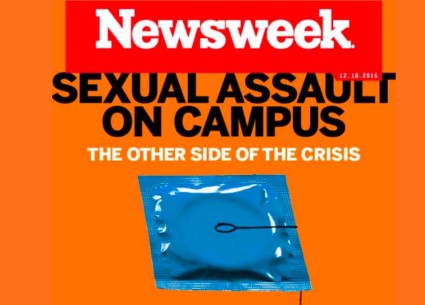 Newsweek
12.18.2015
SEXUAL ASSAULT
ON CAMPUS
THE OTHER SIDE OF THE CRISIS